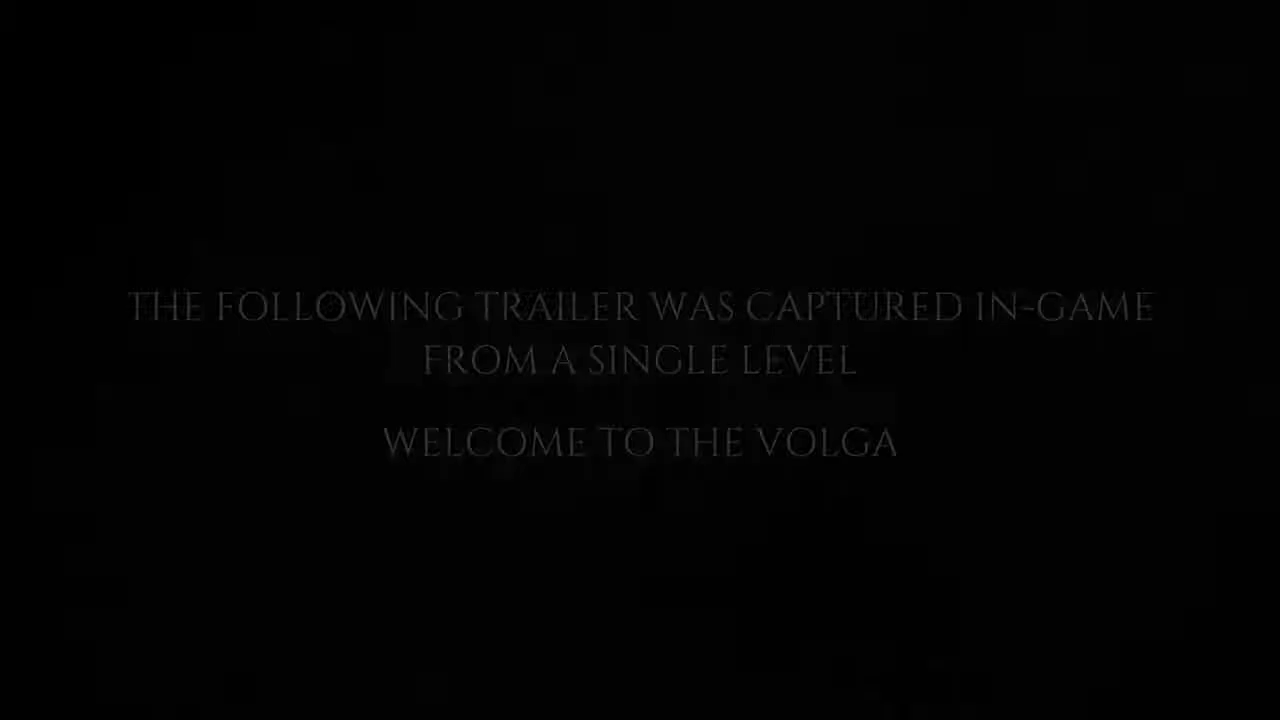 THE FOLLOWING TRAILER WAS CAPTURED IN-GAME
FROM A SINGLE LEVEL
WELCOME TO THE VOLGA